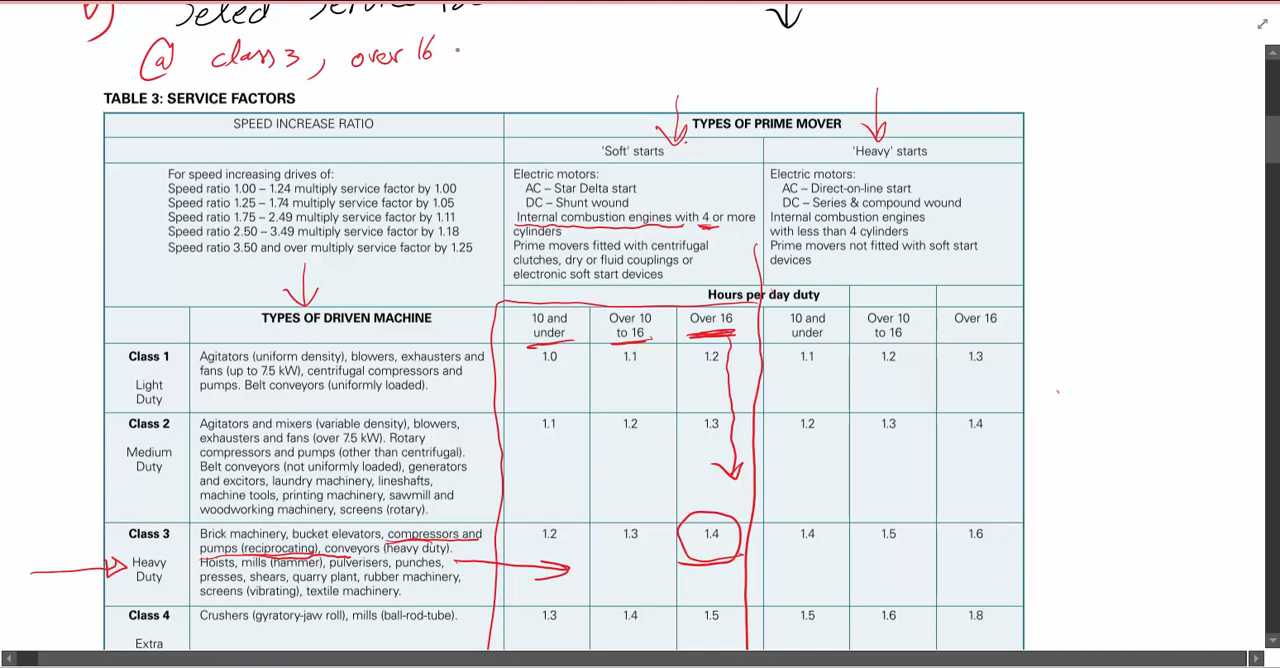 v) Select service
@ class 3, over 16
TABLE 3: SERVICE FACTORS
SPEED INCREASE RATIO
TYPES OF PRIME MOVER
'Soft' starts
'Heavy' starts
For speed increasing drives of:
Speed ratio 1.00 – 1.24 multiply service factor by 1.00
Speed ratio 1.25 – 1.74 multiply service factor by 1.05
Speed ratio 1.75 – 2.49 multiply service factor by 1.11
Speed ratio 2.50 – 3.49 multiply service factor by 1.18
Speed ratio 3.50 and over multiply service factor by 1.25
Electric motors:
AC – Star Delta start
DC – Shunt wound
Internal combustion engines with 4 or more
cylinders
Prime movers fitted with centrifugal
clutches, dry or fluid couplings or
electronic soft start devices
Electric motors:
AC – Direct-on-line start
DC – Series & compound wound
Internal combustion engines
with less than 4 cylinders
Prime movers not fitted with soft start
devices
Hours per day duty
TYPES OF DRIVEN MACHINE
10 and
under
Over 10
to 16
Over 16
10 and
under
Over 10
to 16
Over 16
Class 1
Light
Duty
Agitators (uniform density), blowers, exhausters and
fans (up to 7.5 kW), centrifugal compressors and
pumps. Belt conveyors (uniformly loaded).
1.0 1.1 1.2 1.1 1.2 1.3
Class 2
Medium
Duty
Agitators and mixers (variable density), blowers,
exhausters and fans (over 7.5 kW). Rotary
compressors and pumps (other than centrifugal).
Belt conveyors (not uniformly loaded), generators
and excitors, laundry machinery, lineshafts,
machine tools, printing machinery, sawmill and
woodworking machinery, screens (rotary).
1.1 1.2 1.3 1.2 1.3 1.4
Class 3
Heavy
Duty
Brick machinery, bucket elevators, compressors and
pumps (reciprocating), conveyors (heavy duty).
Hoists, mills (hammer), pulverisers, punches,
presses, shears, quarry plant, rubber machinery,
screens (vibrating), textile machinery.
1.2 1.3 1.4 1.4 1.5 1.6
Class 4
Extra
Crushers (gyratory-jaw roll), mills (ball-rod-tube).
1.3 1.4 1.5 1.5 1.6 1.8